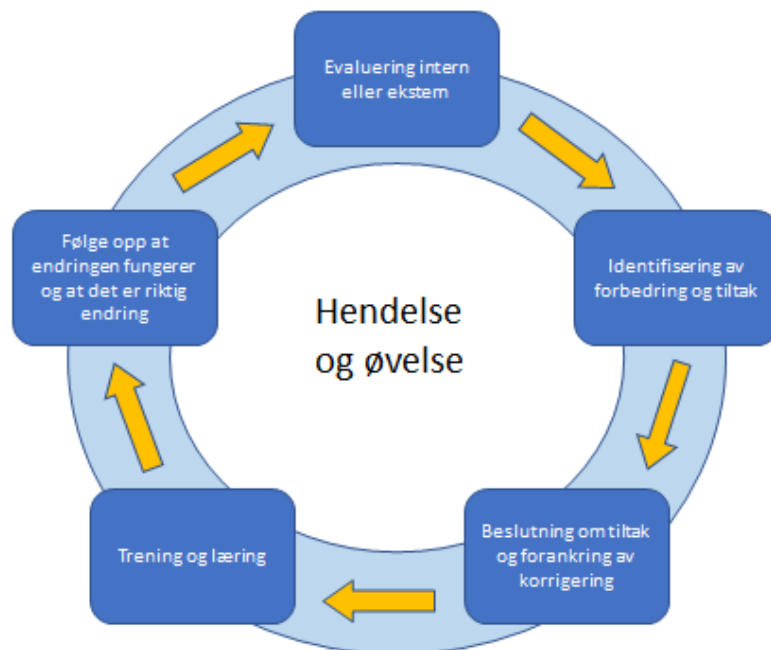 Evaluering intern
eller ekstern
Identifisering av
forbedring og tiltak
Beslutning om tiltak
og forankring av
korrigering
Trening og læring
Følge opp at
endringen fungerer
og at det er riktig
endring
Hendelse
og øvelse